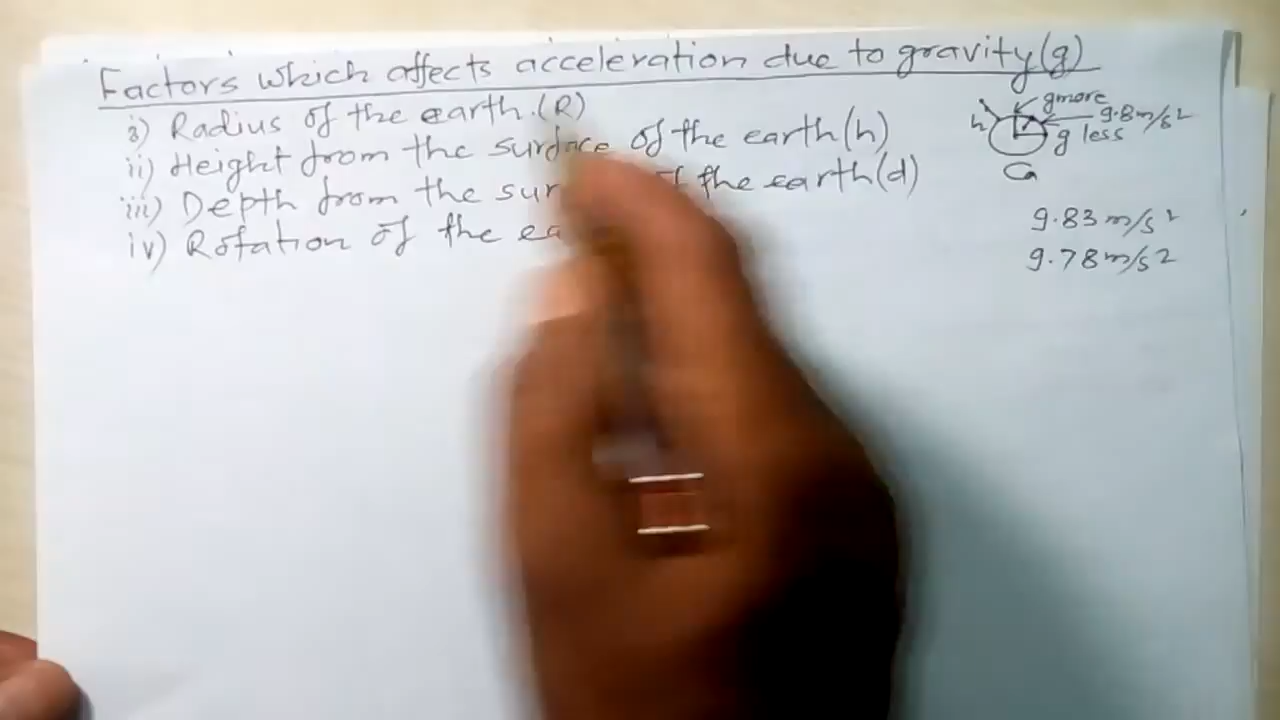 Factors which affects acceleration due to gravity(g)
i) Radius of the earth.(R)
ii) Height from the surface of the earth(h)
iii) Depth from the sur of the earth(d)
iv) Rotation of the ea
g more
9.8m/s²
h
g less
9.83 m/s²
9.78 m/s²